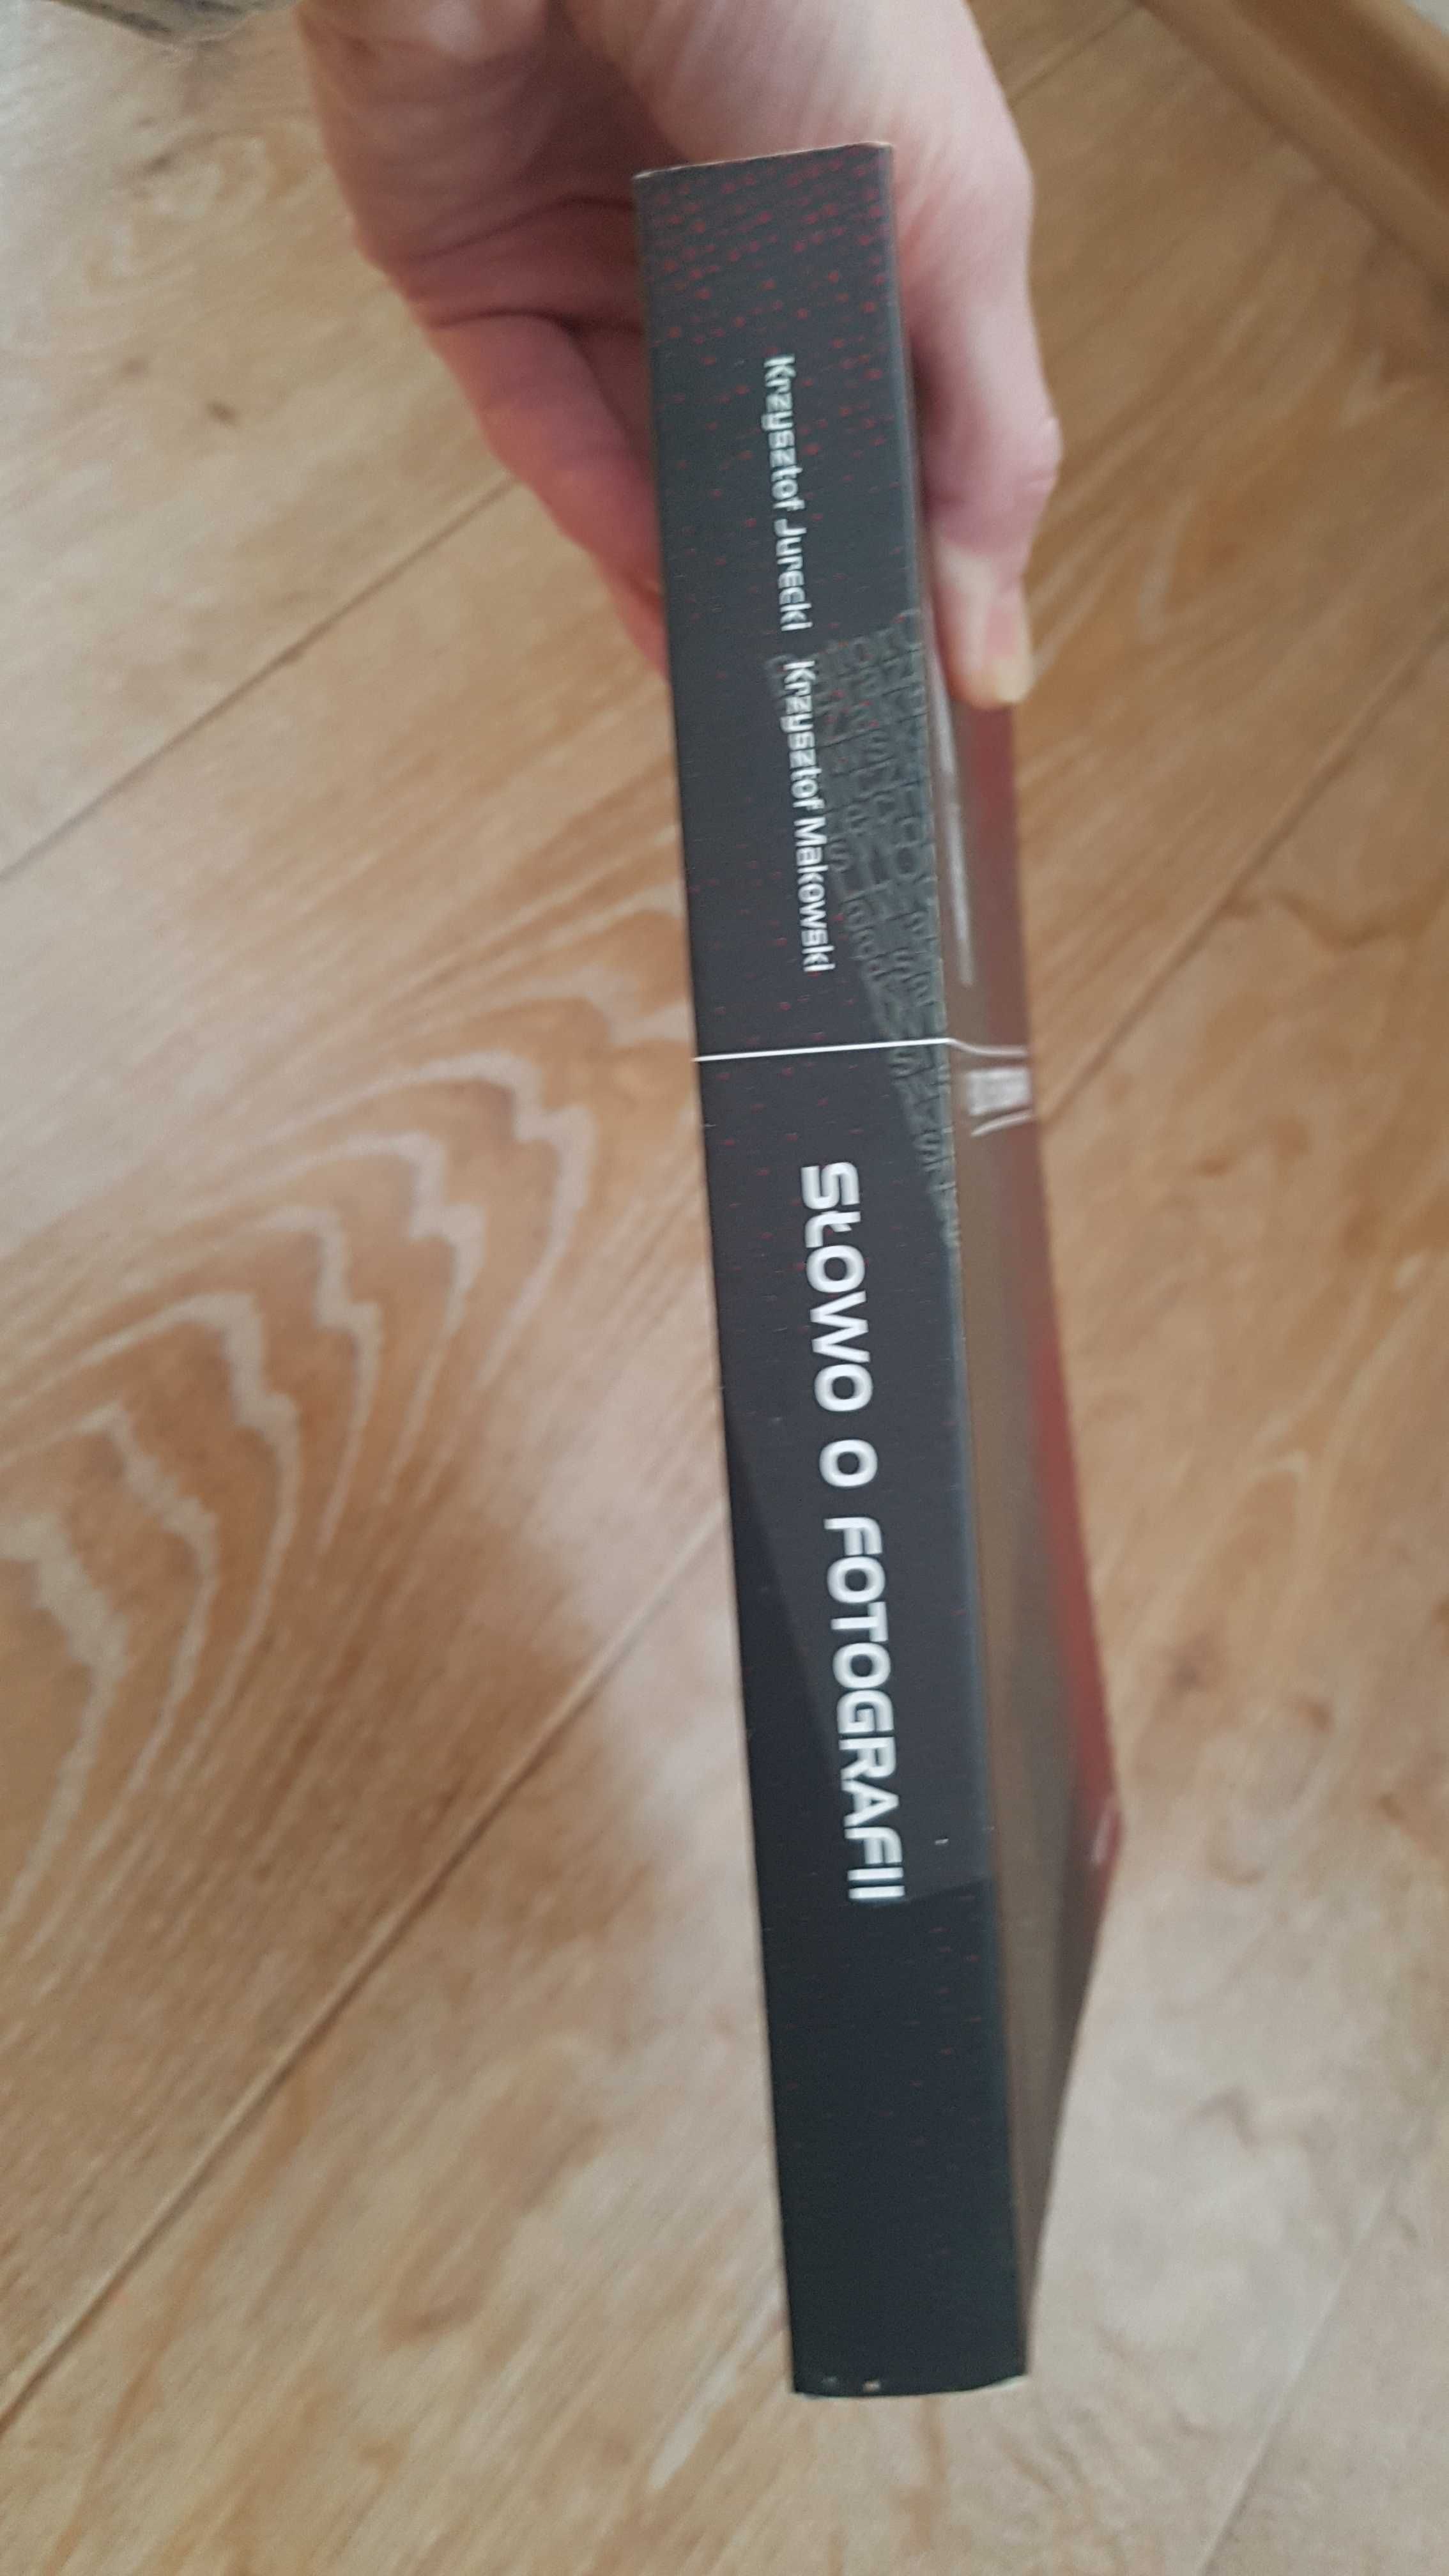 Krzysztof Jurecki Krzysztof Makowski
SŁOWO O FOTOGRAFII